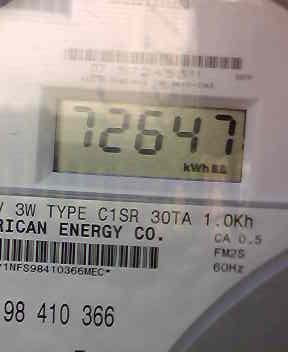 72647
kWh
V 3W TYPE C1SR 30TA 1.0Kh
RICAN ENERGY CO.
CA 0.5
FM2S
60Hz
1NFS98410366MEC*
98 410 366